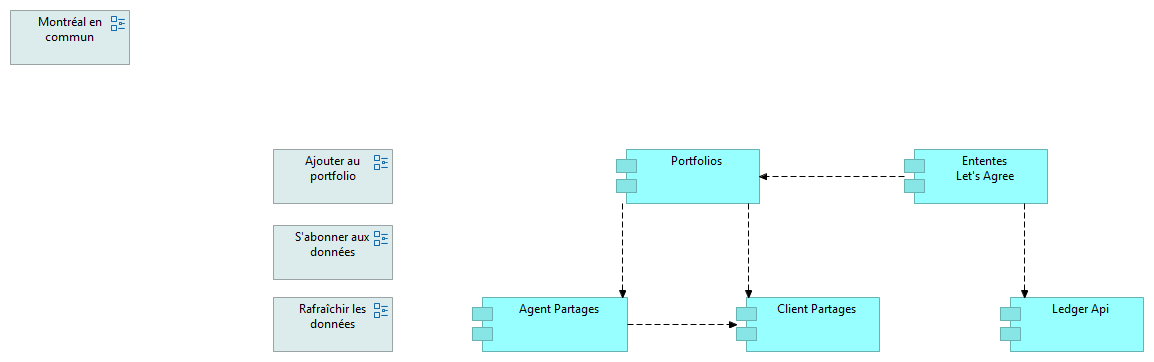 Montréal en
commun
Ajouter au
portfolio
Portfolios
Ententes
Let's Agree
S'abonner aux
données
Rafraîchir les
données
Agent Partages
Client Partages
Ledger Api